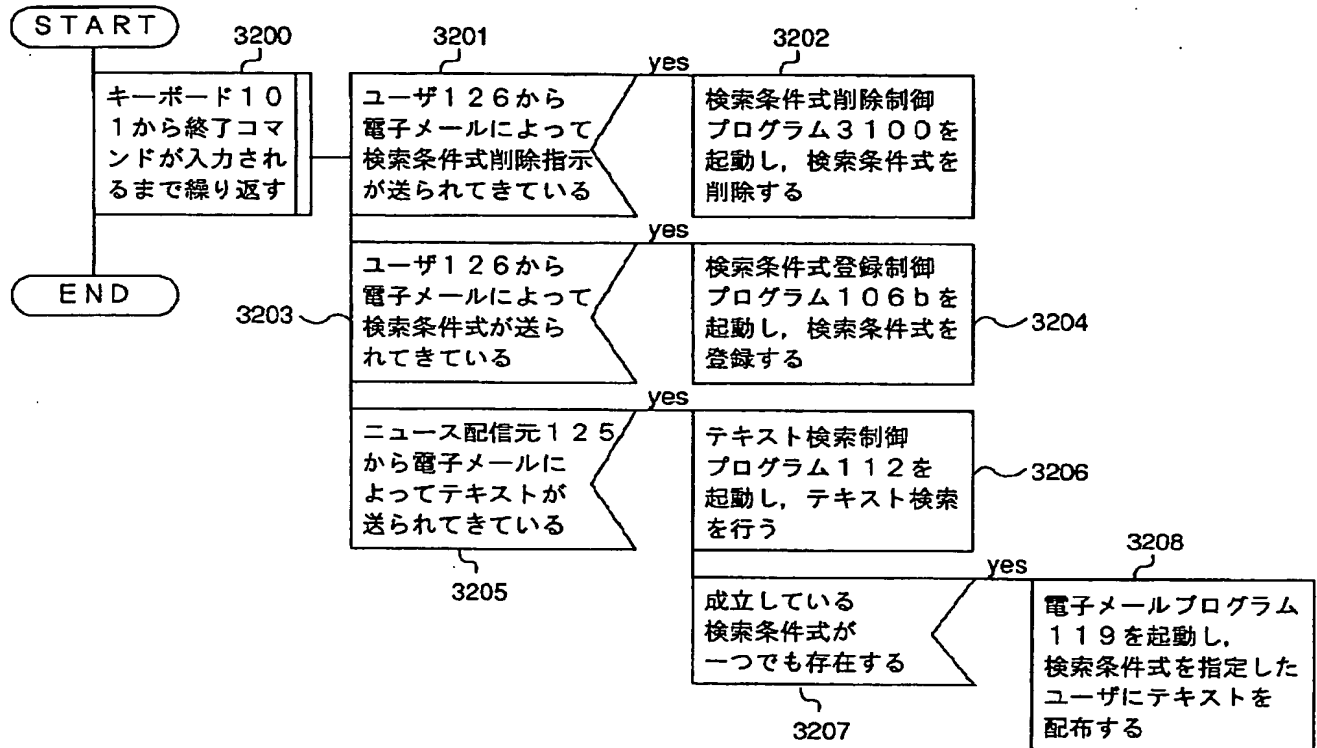 START
3200
キーボード10
1から終了コマ
ンドが入力され
るまで繰り返す
END
3201
ユーザ126から
電子メールによって
検索条件式削除指示
が送られてきている
yes
3202
検索条件式削除制御
プログラム3100を
起動し，検索条件式を
削除する
3203
ユーザ126から
電子メールによって
検索条件式が送ら
れてきている
yes
検索条件式登録制御
プログラム106bを
起動し，検索条件式を
登録する
3204
ニュース配信元125
から電子メールに
よってテキストが
送られてきている
3205
yes
テキスト検索制御
プログラム112を
起動し，テキスト検索
を行う
3206
成立している
検索条件式が
一つでも存在する
3207
yes
3208
電子メールプログラム
119を起動し，
検索条件式を指定した
ユーザにテキストを
配布する